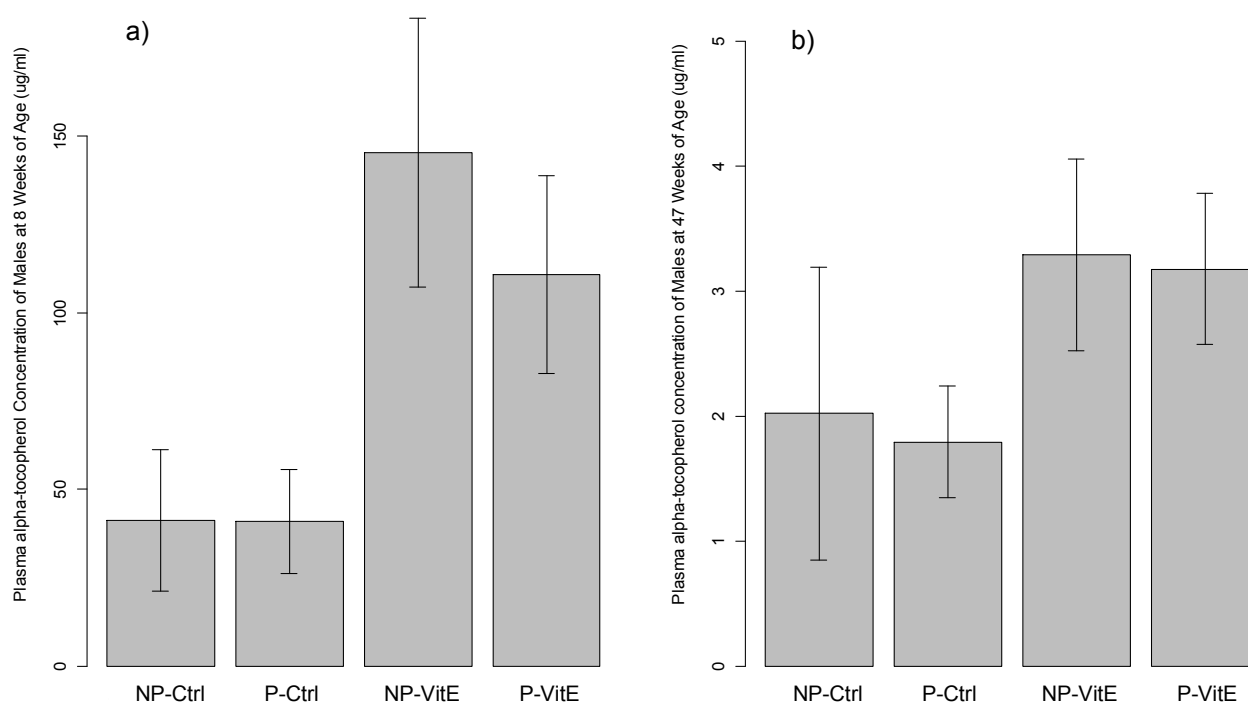 a)
Plasma alpha-tocopherol Concentration of Males at 8 Weeks of Age (ug/ml)
150
100
50
0
NP-Ctrl P-Ctrl NP-VitE P-VitE
b)
Plasma alpha-tocopherol concentration of Males at 47 Weeks of Age (ug/ml)
5
4
3
2
1
0
NP-Ctrl P-Ctrl NP-VitE P-VitE